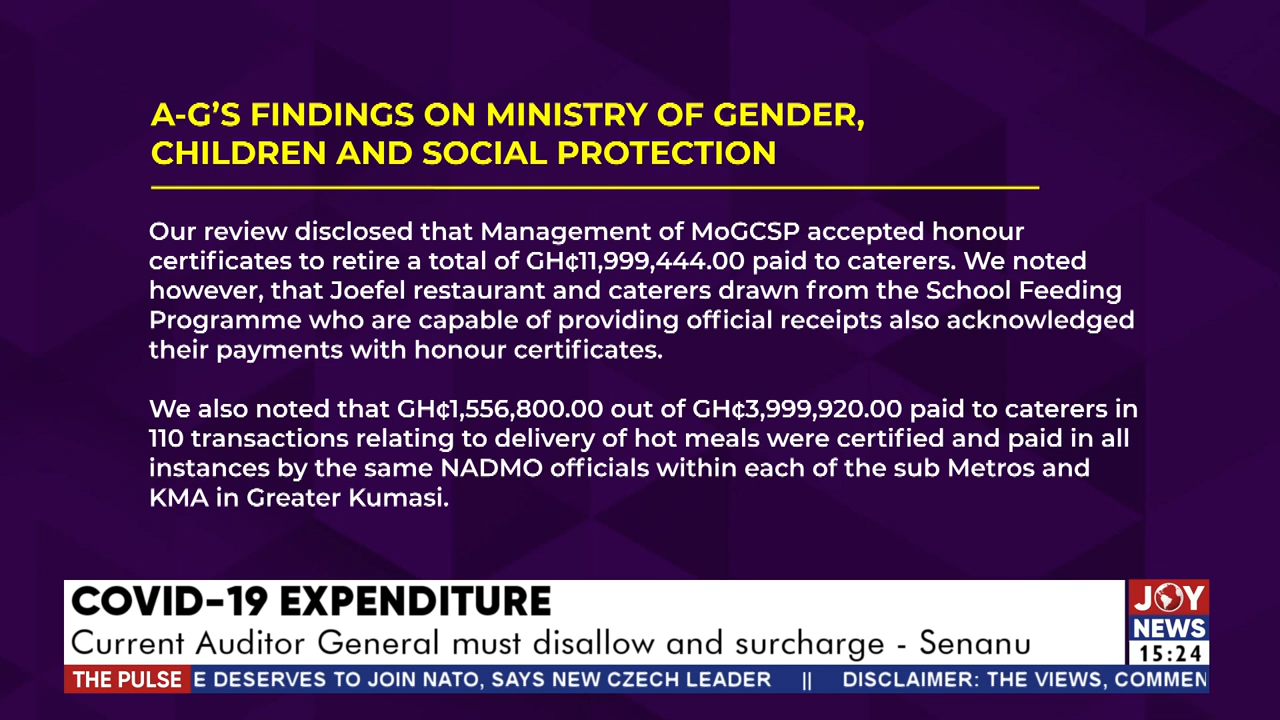 A-G'S FINDINGS ON MINISTRY OF GENDER,
CHILDREN AND SOCIAL PROTECTION
Our review disclosed that Management of MoGCSP accepted honour
certificates to retire a total of GH¢11,999,444.00 paid to caterers. We noted
however, that Joefel restaurant and caterers drawn from the School Feeding
Programme who are capable of providing official receipts also acknowledged
their payments with honour certificates.
We also noted that GH¢1,556,800.00 out of GH¢3,999,920.00 paid to caterers in
110 transactions relating to delivery of hot meals were certified and paid in all
instances by the same NADMO officials within each of the sub Metros and
KMA in Greater Kumasi.
COVID-19 EXPENDITURE
Current Auditor General must disallow and surcharge - Senanu
JOY
NEWS
15:24
THE PULSE
E DESERVES TO JOIN NATO, SAYS NEW CZECH LEADER || DISCLAIMER: THE VIEWS, COMMEN